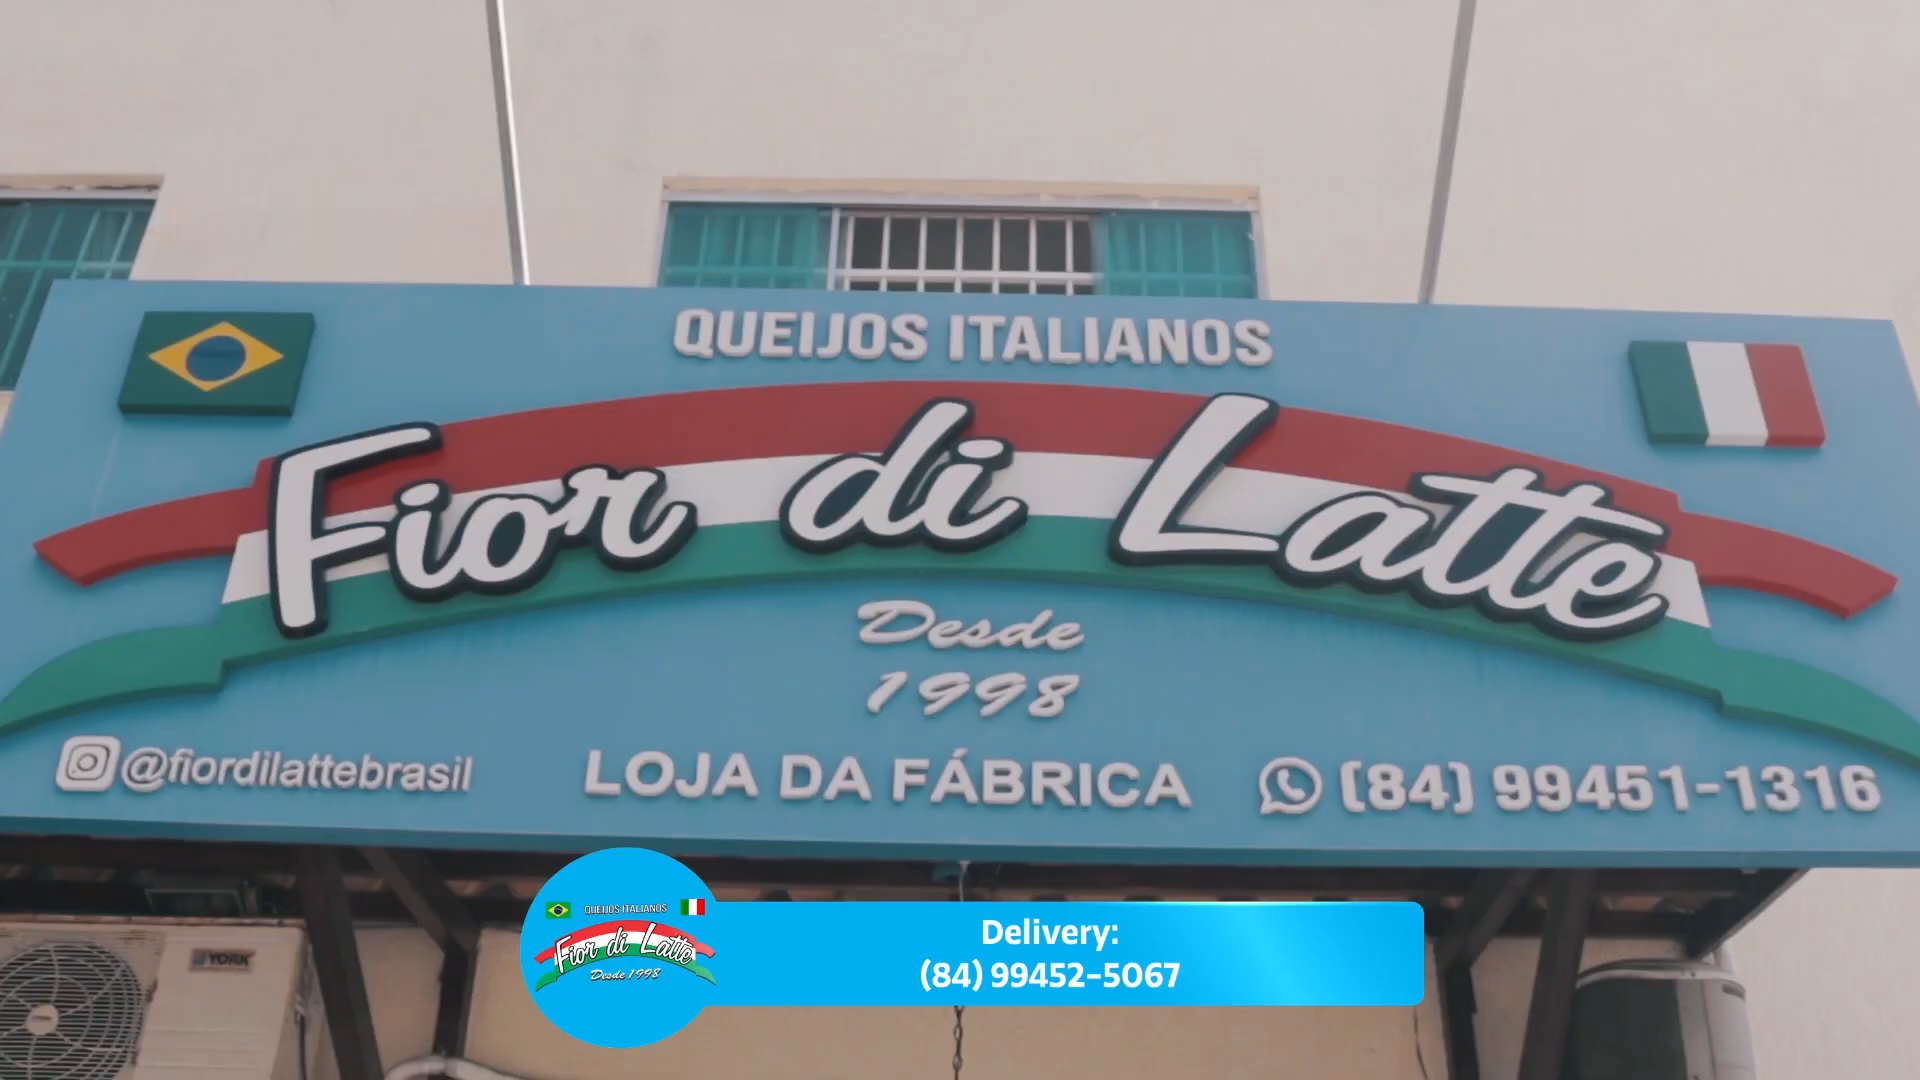 QUEIJOS ITALIANOS
Fior di Latte
Desde
1998
@fiordilattebrasil
LOJA DA FÁBRICA
(84) 99451-1316
YORK
QUEIJOS ITALIANOS
Fior di Latte
Desde 1998
Delivery:
(84) 99452-5067